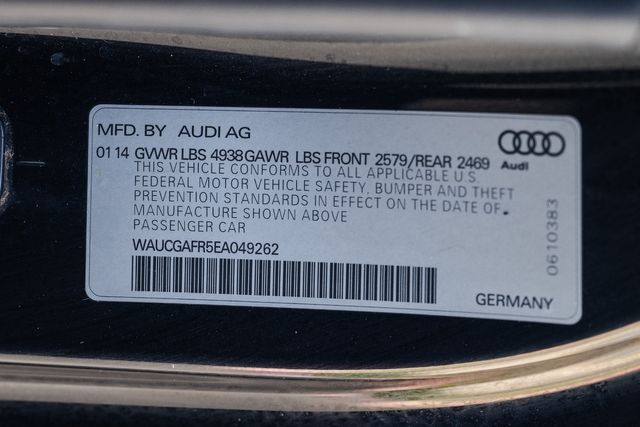 MFD. BY AUDI AG
01 14 GVWR LBS 4938 GAWR LBS FRONT 2579/REAR 2469
THIS VEHICLE CONFORMS TO ALL APPLICABLE U.S.
FEDERAL MOTOR VEHICLE SAFETY, BUMPER AND THEFT
PREVENTION STANDARDS IN EFFECT ON THE DATE OF
MANUFACTURE SHOWN ABOVE
PASSENGER CAR
WAUCGAFR5EA049262
Audi
0610383
GERMANY